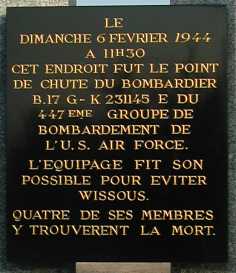 LE
DIMANCHE 6 FEVRIER 1944
A 11H30
CET ENDROIT FUT LE POINT
DE CHUTE DU BOMBARDIER
B.17 G-K 231145 E DU
447EME GROUPE DE
BOMBARDEMENT DE
L'U.S. AIR FORCE.
L'EQUIPAGE FIT SON
POSSIBLE POUR EVITER
WISSOUS.
QUATRE DE SES MEMBRES
Y TROUVERENT LA MORT.